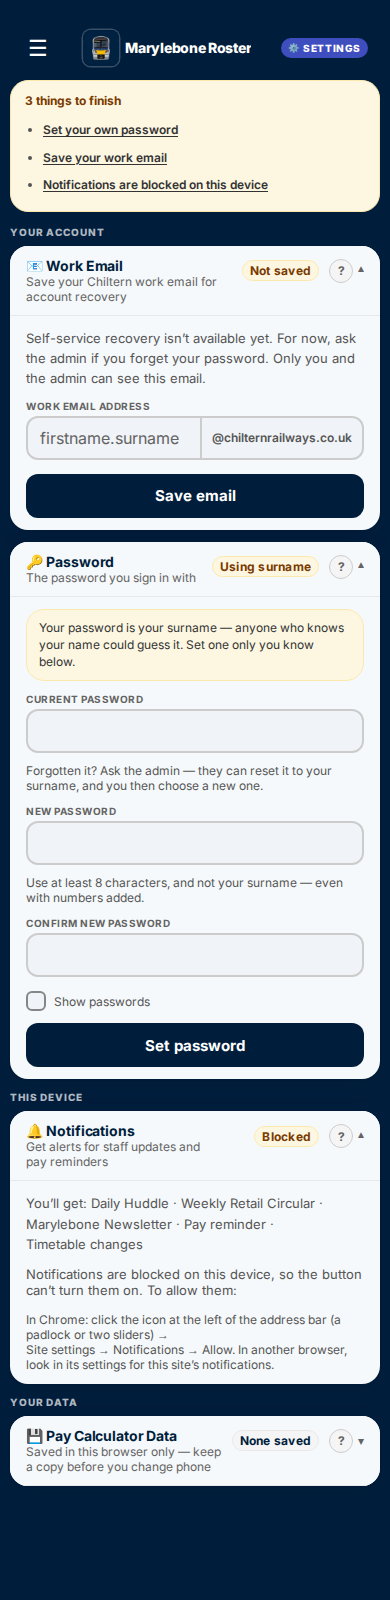 ☰ Marylebone Roster ⚙️ SETTINGS
3 things to finish
• Set your own password
• Save your work email
• Notifications are blocked on this device
YOUR ACCOUNT
📧 Work Email
Save your Chiltern work email for
account recovery
Not saved ? ▲
Self-service recovery isn't available yet. For now, ask
the admin if you forget your password. Only you and
the admin can see this email.
WORK EMAIL ADDRESS
firstname.surname @chilternrailways.co.uk
Save email
🔑 Password
The password you sign in with
Using surname ? ▲
Your password is your surname — anyone who knows
your name could guess it. Set one only you know
below.
CURRENT PASSWORD
Forgotten it? Ask the admin — they can reset it to your
surname, and you then choose a new one.
NEW PASSWORD
Use at least 8 characters, and not your surname — even
with numbers added.
CONFIRM NEW PASSWORD
Show passwords
Set password
THIS DEVICE
🔔 Notifications
Get alerts for staff updates and
pay reminders
Blocked ? ▲
You'll get: Daily Huddle · Weekly Retail Circular ·
Marylebone Newsletter · Pay reminder ·
Timetable changes
Notifications are blocked on this device, so the button
can't turn them on. To allow them:
In Chrome: click the icon at the left of the address bar (a
padlock or two sliders) →
Site settings → Notifications → Allow. In another browser,
look in its settings for this site's notifications.
YOUR DATA
💾 Pay Calculator Data
Saved in this browser only — keep
a copy before you change phone
None saved ? ▼